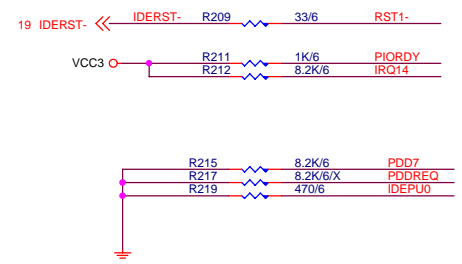 19 IDERST- IDERST- R209 33/6 RST1-
VCC3 R211 1K/6 PIORDY
R212 8.2K/6 IRQ14
R215 8.2K/6 PDD7
R217 8.2K/6/X PDDREQ
R219 470/6 IDEPU0